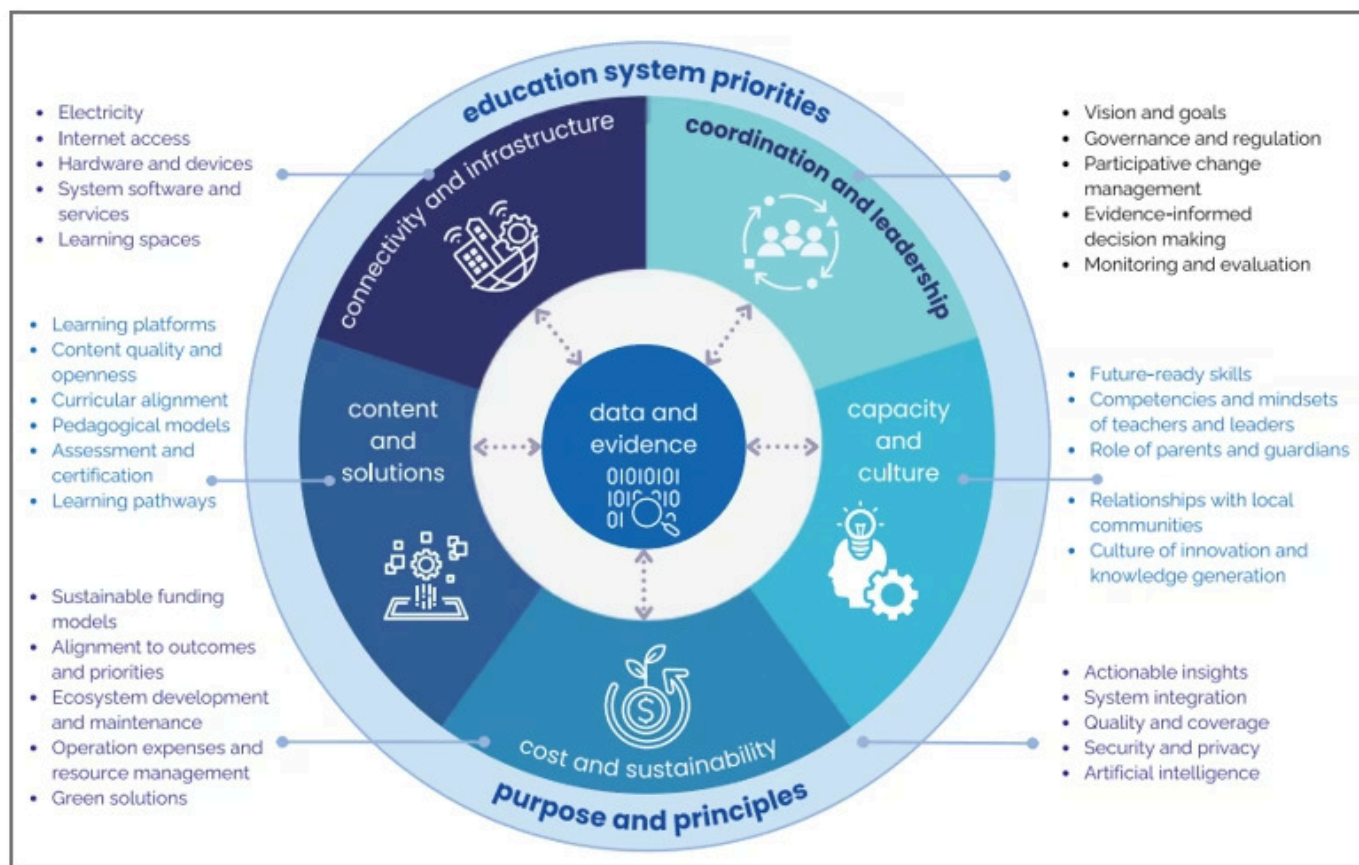 education system priorities
• Electricity
• Internet access
• Hardware and devices
• System software and
services
• Learning spaces
connectivity and infrastructure
coordination and leadership
• Vision and goals
• Governance and regulation
• Participative change
management
• Evidence-informed
decision making
• Monitoring and evaluation
• Learning platforms
• Content quality and
openness
• Curricular alignment
• Pedagogical models
• Assessment and
certification
• Learning pathways
content
and
solutions
data and
evidence
01010101
capacity
and
culture
• Future-ready skills
• Competencies and mindsets
of teachers and leaders
• Role of parents and guardians
• Relationships with local
communities
• Culture of innovation and
knowledge generation
• Sustainable funding
models
• Alignment to outcomes
and priorities
• Ecosystem development
and maintenance
• Operation expenses and
resource management
• Green solutions
$
cost and sustainability
• Actionable insights
• System integration
• Quality and coverage
• Security and privacy
• Artificial intelligence
purpose and principles